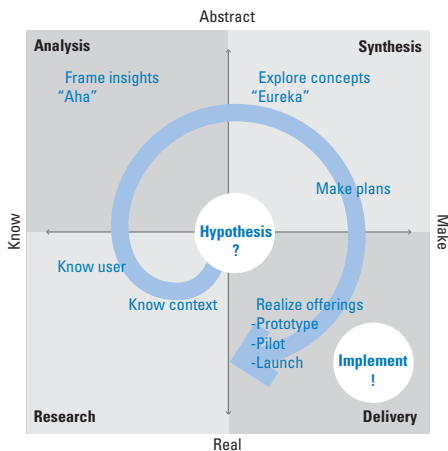 Abstract
Analysis
Synthesis
Frame insights
“Aha”
Explore concepts
“Eureka”
Make plans
Know
Hypothesis
?
Make
Know user
Know context
Realize offerings
-Prototype
-Pilot
-Launch
Implement
!
Research
Delivery
Real